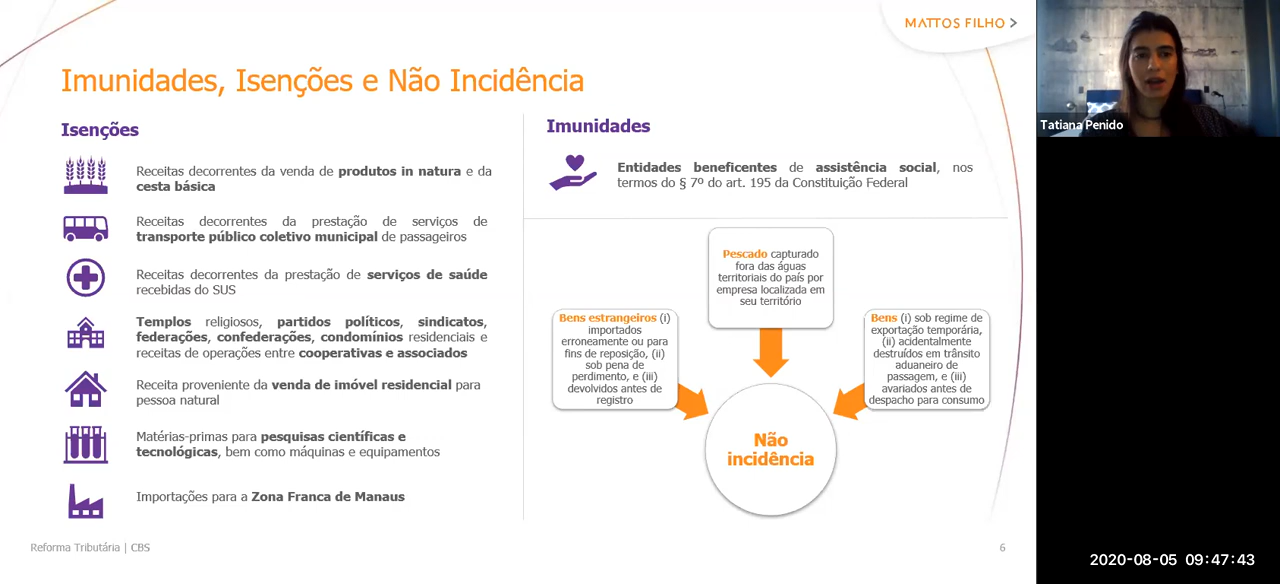 MATTOS FILHO >
Imunidades, Isenções e Não Incidência
Isenções
Receitas decorrentes da venda de produtos in natura e da
cesta básica
Receitas decorrentes da prestação de serviços de
transporte público coletivo municipal de passageiros
Receitas decorrentes da prestação de serviços de saúde
recebidas do SUS
Templos religiosos, partidos políticos, sindicatos,
federações, confederações, condomínios residenciais e
receitas de operações entre cooperativas e associados
Receita proveniente da venda de imóvel residencial para
pessoa natural
Matérias-primas para pesquisas científicas e
tecnológicas, bem como máquinas e equipamentos
Importações para a Zona Franca de Manaus
Imunidades
Entidades beneficentes de assistência social, nos
termos do § 7º do art. 195 da Constituição Federal
Pescado capturado
fora das águas
territoriais do país por
empresa localizada em
seu território
Bens estrangeiros (i)
importados
erroneamente ou para
fins de reposição, (ii)
sob pena de
perdimento, e (iii)
devolvidos antes de
registro
Bens (i) sob regime de
exportação temporária,
(ii) acidentalmente
destruídos em trânsito
aduaneiro de
passagem, e (iii)
avariados antes de
despacho para consumo
Não
incidência
Reforma Tributária | CBS
6
Tatiana Penido
2020-08-05 09:47:43